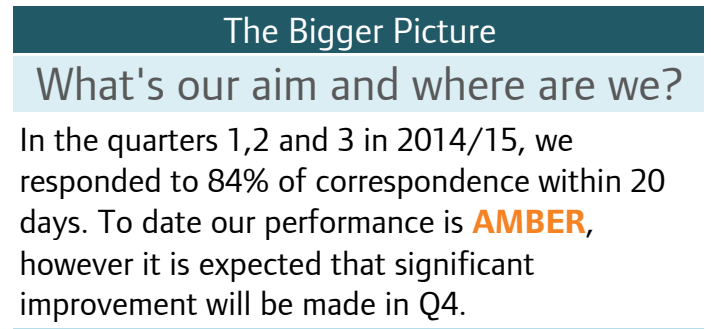 The Bigger Picture
What's our aim and where are we?
In the quarters 1,2 and 3 in 2014/15, we
responded to 84% of correspondence within 20
days. To date our performance is AMBER,
however it is expected that significant
improvement will be made in Q4.